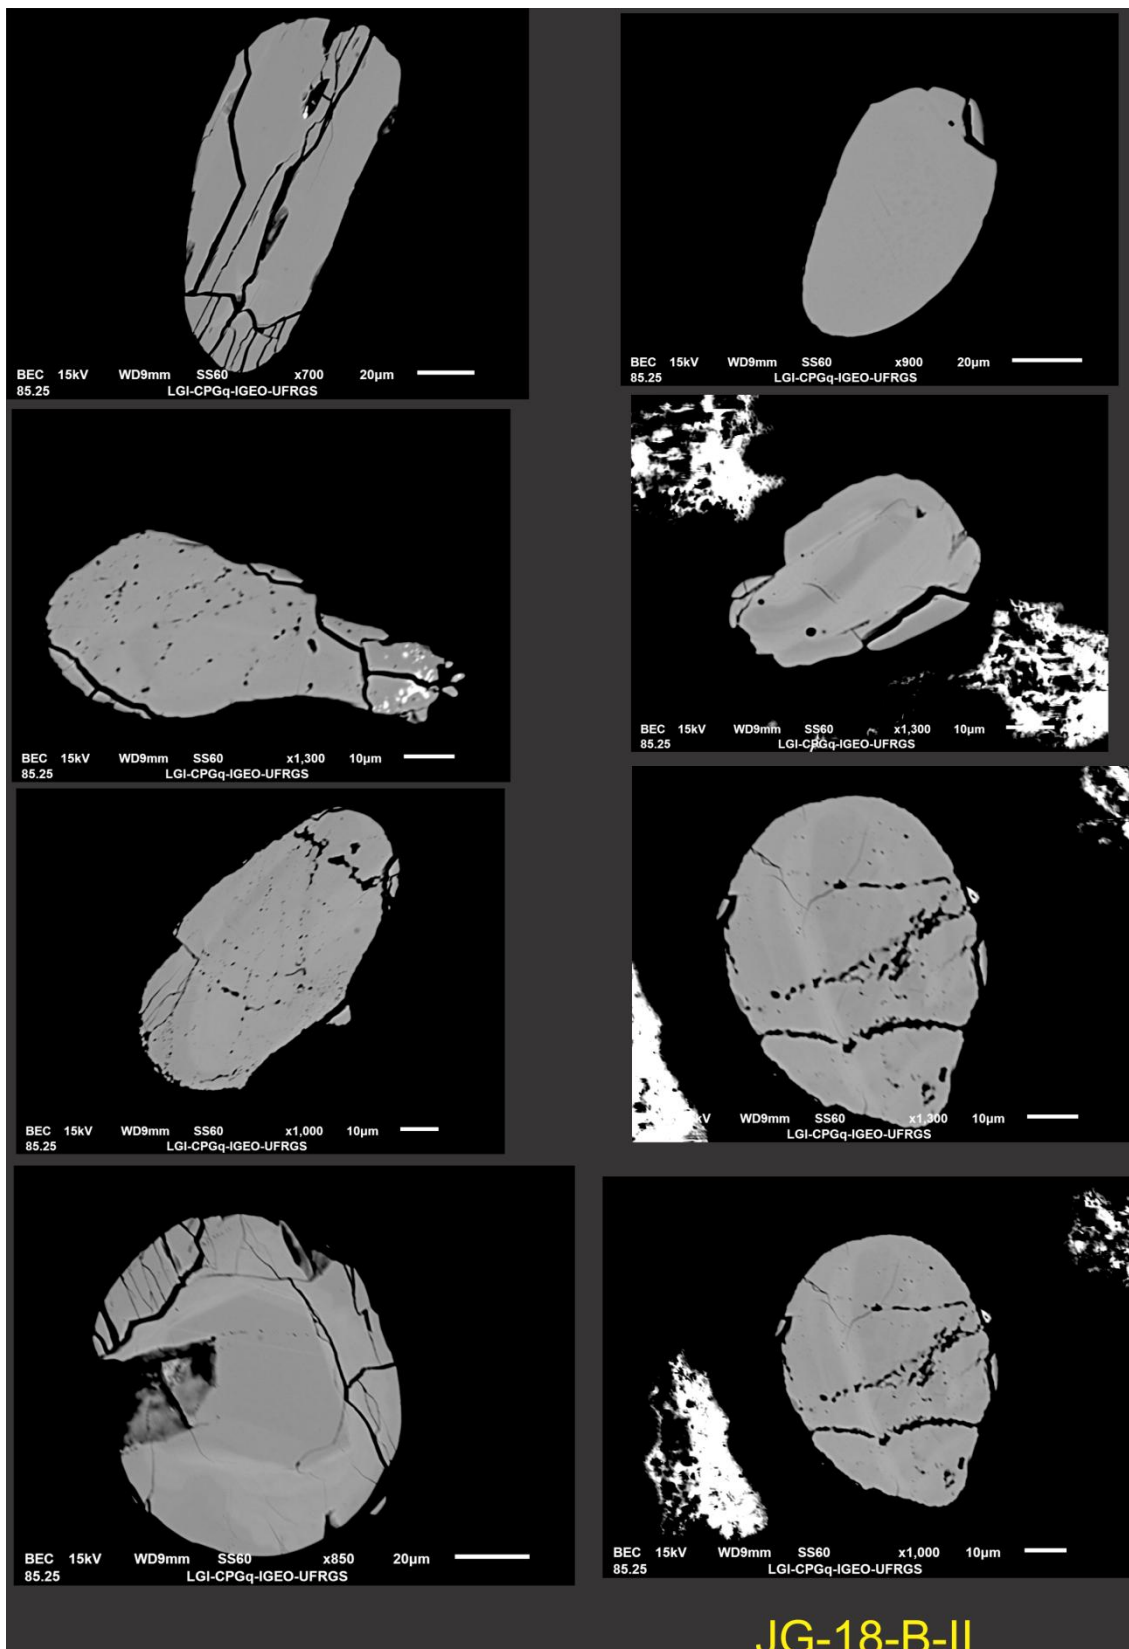 BEC 15kV WD9mm SS60 x700 20µm
85.25 LGI-CPGq-IGEO-UFRGS
BEC 15kV WD9mm SS60 x900 20µm
85.25 LGI-CPGq-IGEO-UFRGS
BEC 15kV WD9mm SS60 x1,300 10µm
85.25 LGI-CPGq-IGEO-UFRGS
BEC 15kV WD9mm SS60 x1,300 10µm
85.25 LGI-CPGq-IGEO-UFRGS
BEC 15kV WD9mm SS60 x1,000 10µm
85.25 LGI-CPGq-IGEO-UFRGS
kV WD9mm SS60 x1,300 10µm
LGI-CPGq-IGEO-UFRGS
BEC 15kV WD9mm SS60 x850 20µm
85.25 LGI-CPGq-IGEO-UFRGS
BEC 15kV WD9mm SS60 x1,000 10µm
85.25 LGI-CPGq-IGEO-UFRGS
JG-18-B-II